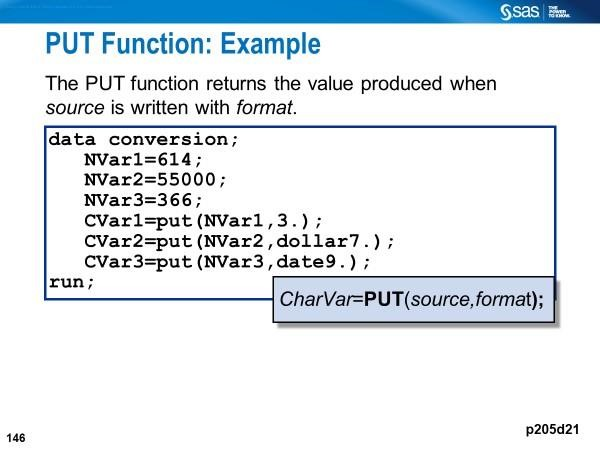 sas THE
POWER
TO KNOW.
PUT Function: Example
The PUT function returns the value produced when
source is written with format.
data conversion;
NVar1=614;
NVar2=55000;
NVar3=366;
CVar1=put(NVar1,3.);
CVar2=put(NVar2,dollar7.);
CVar3=put(NVar3,date9.);
run;
CharVar=PUT(source,format);
146
p205d21